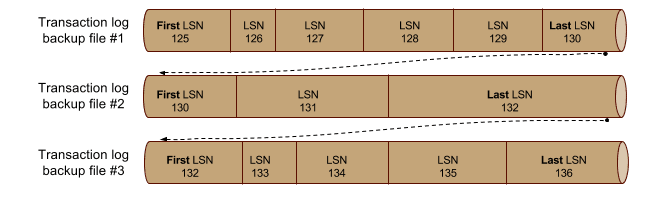 Transaction log
backup file #1
First LSN
125
LSN
126
LSN
127
LSN
128
LSN
129
Last LSN
130
Transaction log
backup file #2
First LSN
130
LSN
131
Last LSN
132
Transaction log
backup file #3
First LSN
132
LSN
133
LSN
134
LSN
135
Last LSN
136